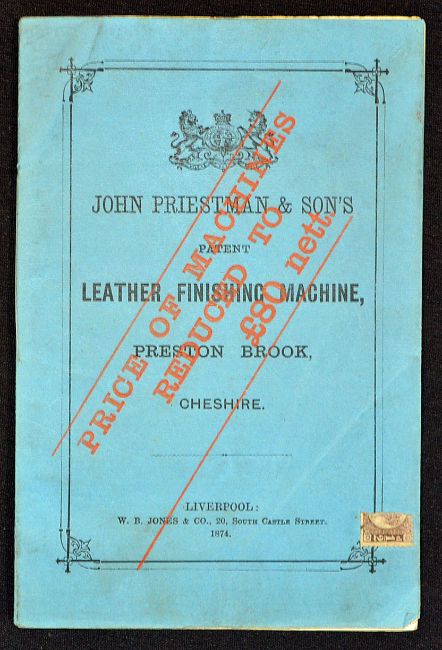 JOHN PRIESTMAN & SON'S
PATENT
LEATHER FINISHING MACHINE,
PRESTON BROOK,
CHESHIRE.
LIVERPOOL:
W. B. JONES & CO., 20, South Castle Street.
1874.
PRICE OF MACHINES
REDUCED TO
£80 nett.